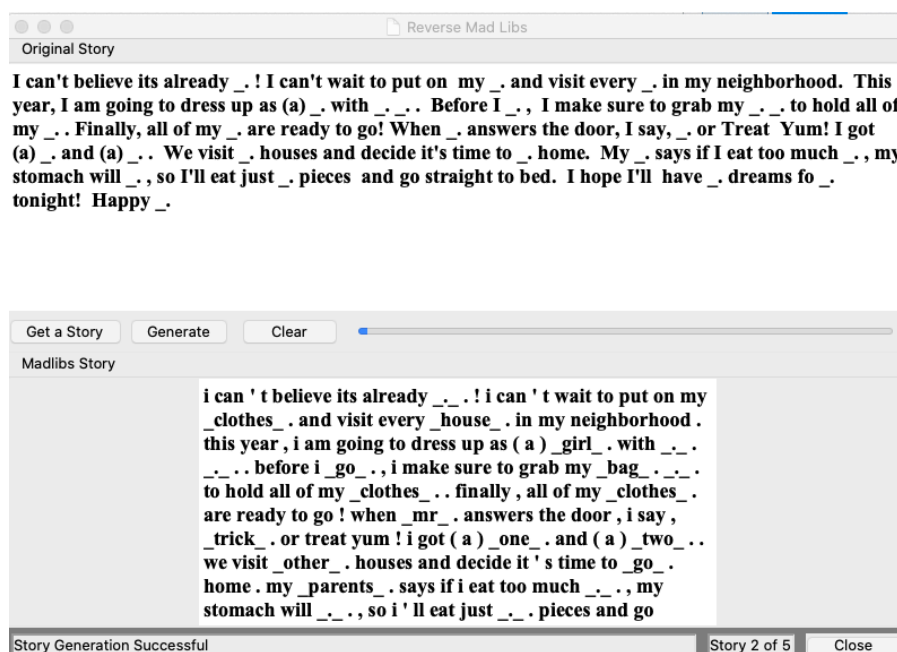 Reverse Mad Libs
Original Story
I can't believe its already _. ! I can't wait to put on  my _. and visit every _. in my neighborhood.  This
year, I am going to dress up as (a) _. with _. _. .  Before I _. ,  I make sure to grab my _. _. to hold all of
my _. . Finally, all of my _. are ready to go! When _. answers the door, I say, _. or Treat  Yum! I got
(a) _. and (a) _. .  We visit _. houses and decide it's time to _. home.  My _. says if I eat too much _. , my
stomach will _. , so I'll eat just _. pieces  and go straight to bed.  I hope I'll  have _. dreams fo _.
tonight!  Happy _.
Get a Story Generate Clear
Madlibs Story
i can ' t believe its already _._ . ! i can ' t wait to put on my
_clothes_ . and visit every _house_ . in my neighborhood .
this year , i am going to dress up as ( a ) _girl_ . with _._ .
_._ . . before i _go_ . , i make sure to grab my _bag_ . _._ .
to hold all of my _clothes_ . . finally , all of my _clothes_ .
are ready to go ! when _mr_ . answers the door , i say ,
_trick_ . or treat yum ! i got ( a ) _one_ . and ( a ) _two_ . .
we visit _other_ . houses and decide it ' s time to _go_ .
home . my _parents_ . says if i eat too much _._ . , my
stomach will _._ . , so i ' ll eat just _._ . pieces and go
Story Generation Successful Story 2 of 5 Close